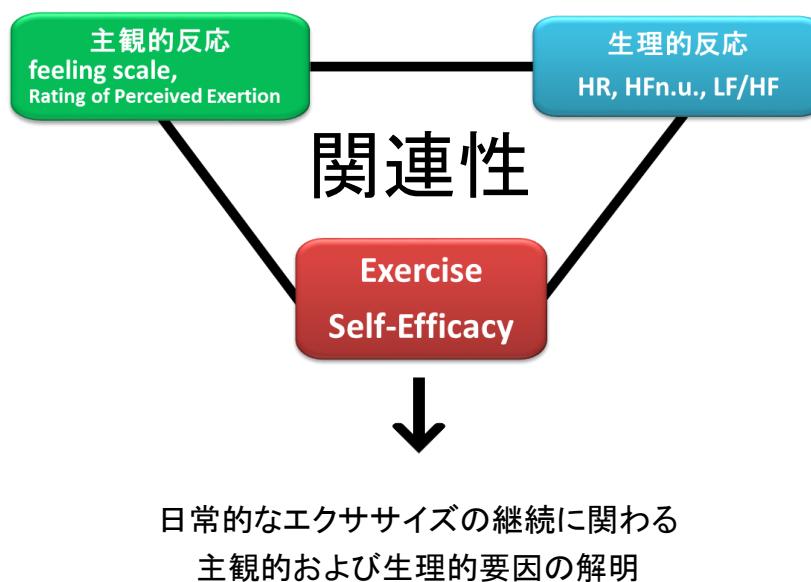 主観的反応
feeling scale,
Rating of Perceived Exertion
生理的反応
HR, HFn.u., LF/HF
関連性
Exercise
Self-Efficacy
日常的なエクササイズの継続に関わる
主観的および生理的要因の解明